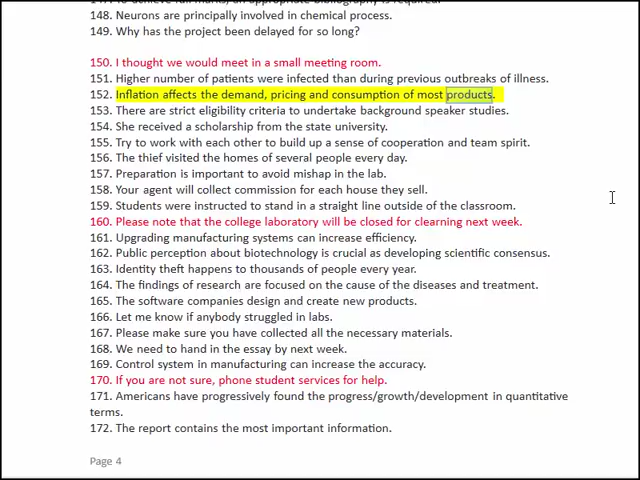 148. Neurons are principally involved in chemical process.
149. Why has the project been delayed for so long?
150. I thought we would meet in a small meeting room.
151. Higher number of patients were infected than during previous outbreaks of illness.
152. Inflation affects the demand, pricing and consumption of most products.
153. There are strict eligibility criteria to undertake background speaker studies.
154. She received a scholarship from the state university.
155. Try to work with each other to build up a sense of cooperation and team spirit.
156. The thief visited the homes of several people every day.
157. Preparation is important to avoid mishap in the lab.
158. Your agent will collect commission for each house they sell.
159. Students were instructed to stand in a straight line outside of the classroom.
160. Please note that the college laboratory will be closed for clearning next week.
161. Upgrading manufacturing systems can increase efficiency.
162. Public perception about biotechnology is crucial as developing scientific consensus.
163. Identity theft happens to thousands of people every year.
164. The findings of research are focused on the cause of the diseases and treatment.
165. The software companies design and create new products.
166. Let me know if anybody struggled in labs.
167. Please make sure you have collected all the necessary materials.
168. We need to hand in the essay by next week.
169. Control system in manufacturing can increase the accuracy.
170. If you are not sure, phone student services for help.
171. Americans have progressively found the progress/growth/development in quantitative
terms.
172. The report contains the most important information.
Page 4